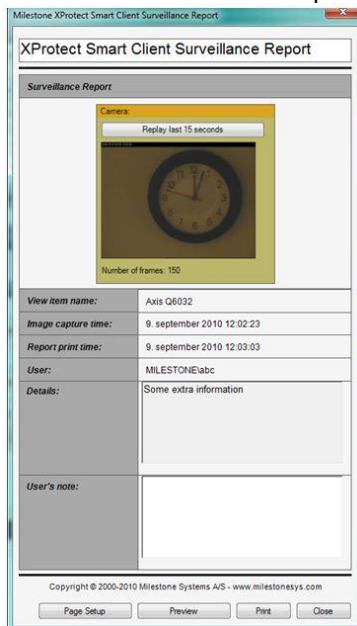 Milestone XProtect Smart Client Surveillance Report
XProtect Smart Client Surveillance Report
Surveillance Report
Camera:
Replay last 15 seconds
12
Number of frames: 150
View item name: Axis Q6032
Image capture time: 9. september 2010 12:02:23
Report print time: 9. september 2010 12:03:03
User: MILESTONE\abc
Details: Some extra information
User's note:
Copyright © 2000-2010 Milestone Systems A/S - www.milestonesys.com
Page Setup Preview Print Close